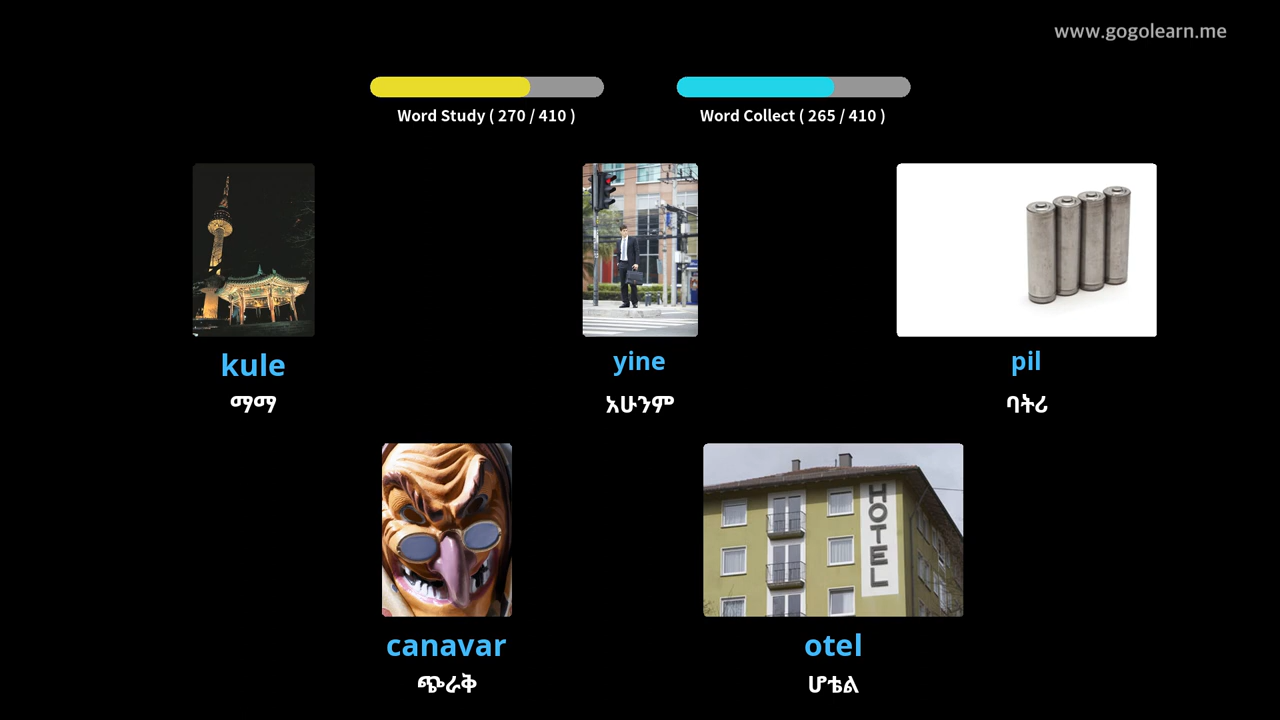 www.gogolearn.me
Word Study ( 270 / 410 )
Word Collect ( 265 / 410 )
kule
ማማ
yine
አሁንም
pil
ባትሪ
HOTEL
canavar
ጭራቅ
otel
ሆቴል